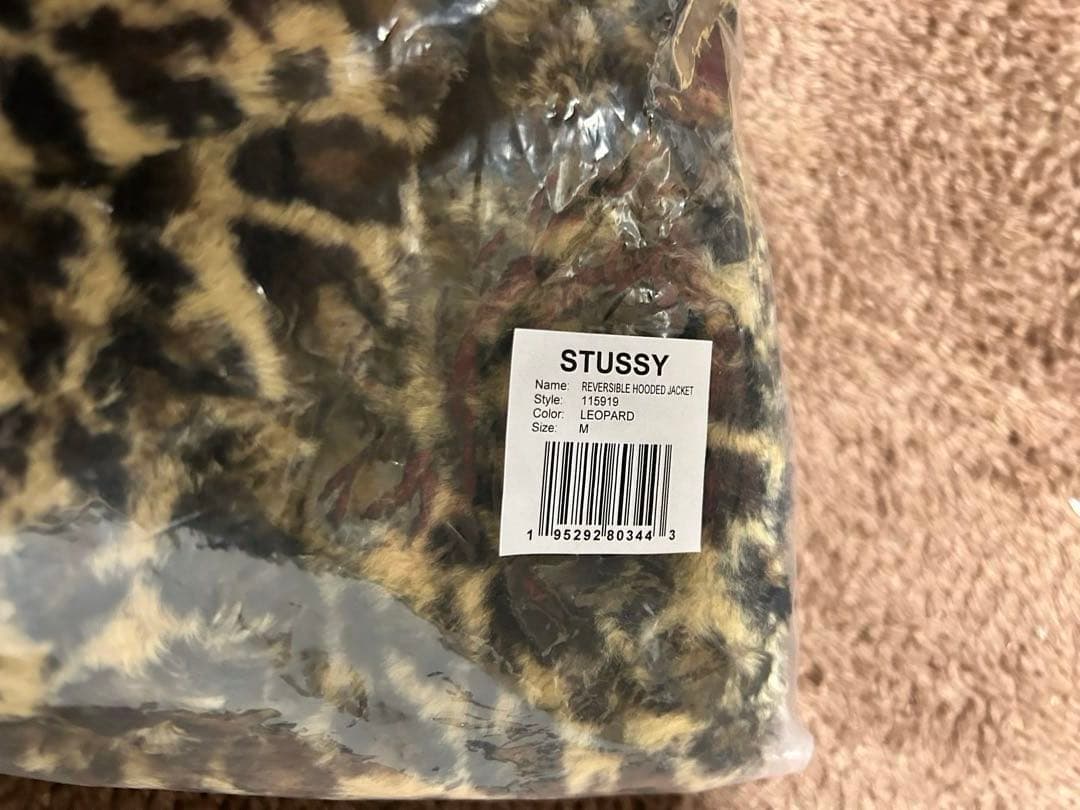 STUSSY
Name: REVERSIBLE HOODED JACKET
Style: 115919
Color: LEOPARD
Size: M
1 95292 80344 3